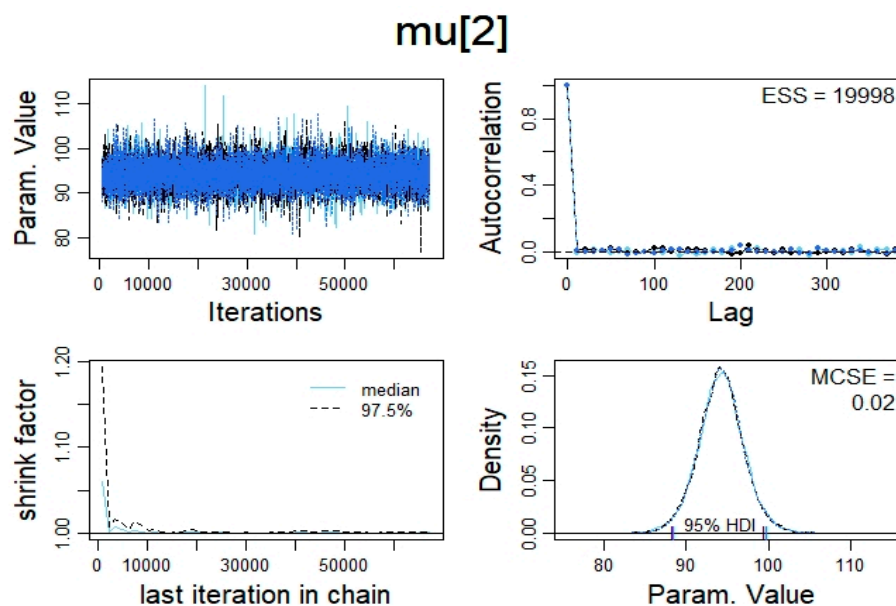 mu[2]
Param. Value
110
100
90
80
0 10000 30000 50000
Iterations
Autocorrelation
0.8
0.4
0.0
ESS = 19998
0 100 200 300
Lag
shrink factor
1.20
1.10
1.00
median
97.5%
0 10000 30000 50000
last iteration in chain
Density
0.15
0.10
0.05
0.00
MCSE =
0.02
95% HDI
80 90 100 110
Param. Value